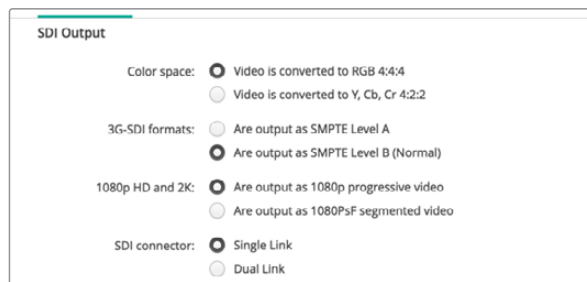 SDI Output
Color space: Video is converted to RGB 4:4:4
Video is converted to Y, Cb, Cr 4:2:2
3G-SDI formats: Are output as SMPTE Level A
Are output as SMPTE Level B (Normal)
1080p HD and 2K: Are output as 1080p progressive video
Are output as 1080PsF segmented video
SDI connector: Single Link
Dual Link